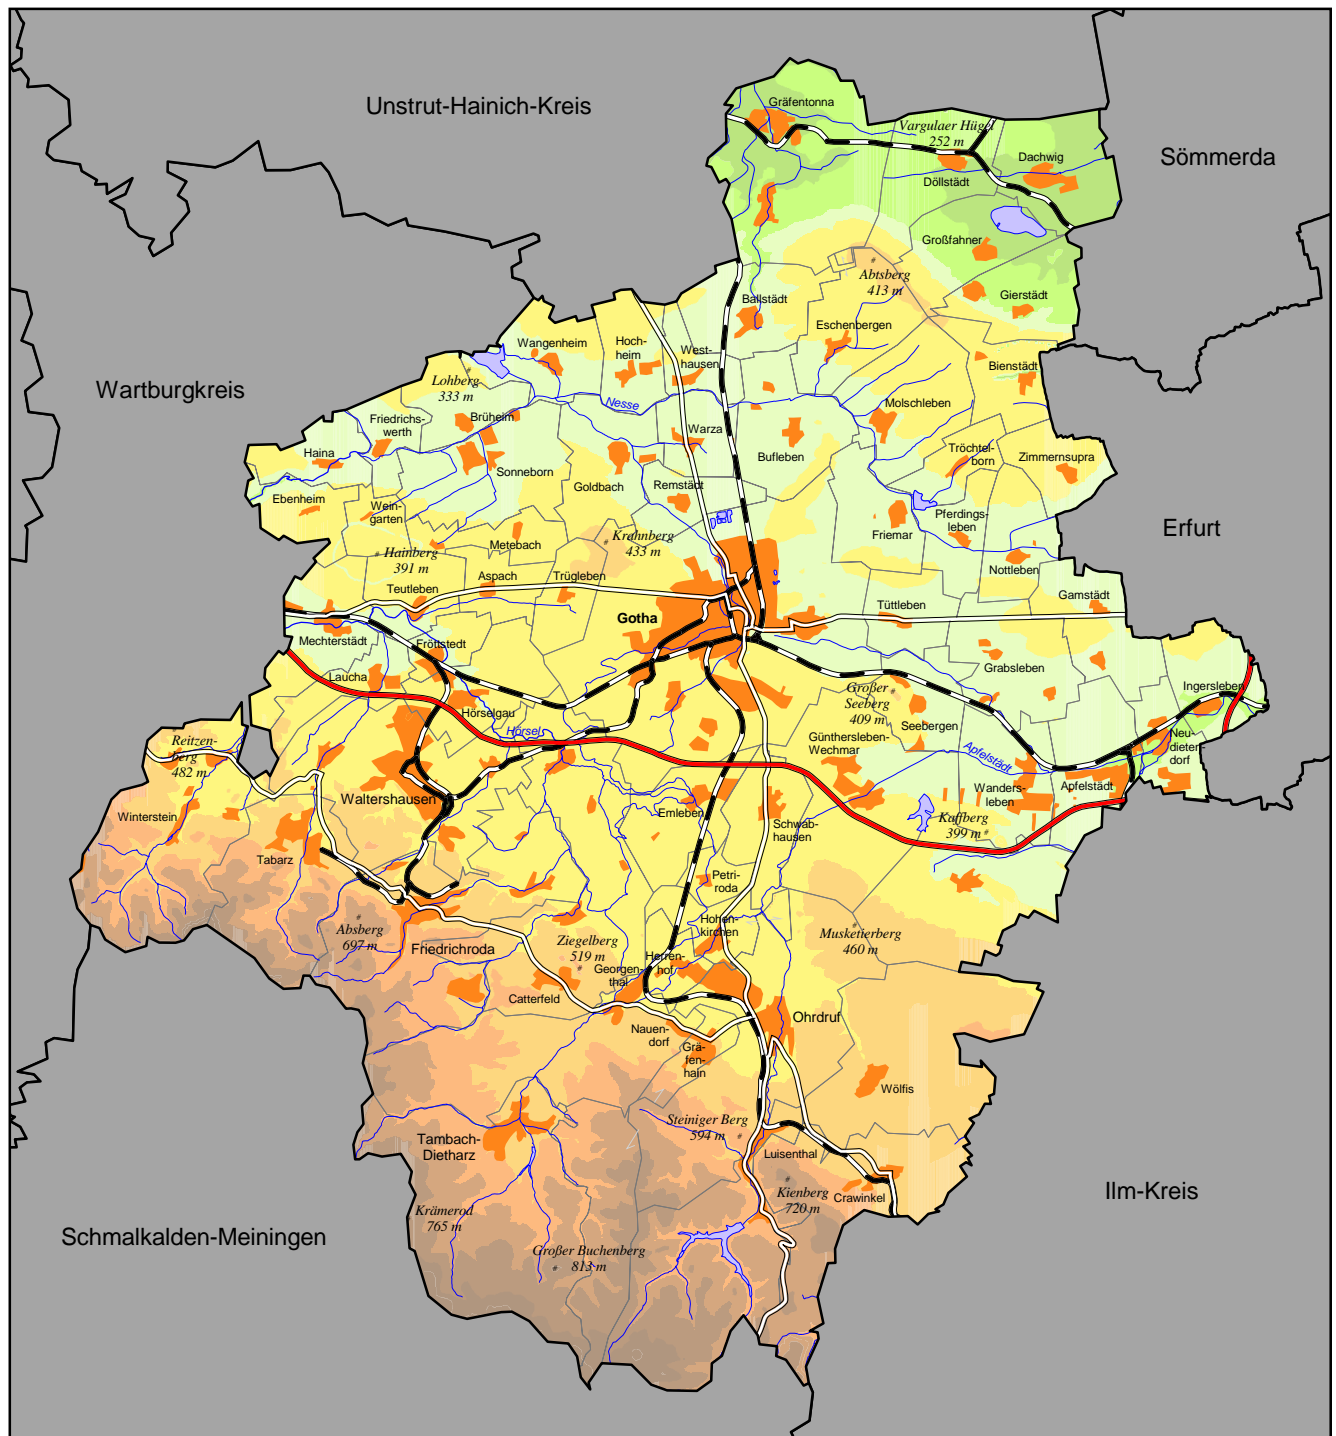 Unstrut-Hainich-Kreis
Gräfentonna
Vargulaer Hügel
252 m
Dachwig
Sömmerda
Döllstädt
Großfahner
Abtsberg
413 m
Gierstädt
Ballstädt
Eschenbergen
Wangenheim
Hoch-
heim
West-
hausen
Bienstädt
Wartburgkreis
Lohberg
333 m
Nesse
Friedrichs-
werth
Brüheim
Molschleben
Warza
Haina
Sonneborn
Bufleben
Tröchtel-
born
Zimmernsupra
Goldbach
Remstädt
Ebenheim
Wein-
garten
Pferdings-
leben
Friemar
Erfurt
Metebach
Krahnberg
433 m
Hainberg
391 m
Nottleben
Teutleben
Aspach
Trügleben
Gamstädt
Tüttleben
Gotha
Mechterstädt
Fröttstedt
Grabsleben
Laucha
Ingersleben
Großer
Seeberg
409 m
Hörselgau
Seebergen
Hörsel
Reitzen-
berg
482 m
Günthersleben-
Wechmar
Apfelstädt
Neu-
dieten-
dorf
Wanders-
leben
Apfelstädt
Waltershausen
Emleben
Schwab-
hausen
Kuffberg
399 m
Winterstein
Tabarz
Petri-
roda
Absberg
697 m
Hohen-
kirchen
Musketierberg
460 m
Friedrichroda
Ziegelberg
519 m
Herren-
hof
Georgen-
thal
Catterfeld
Ohrdruf
Nauen-
dorf
Grä-
fen-
hain
Wölfis
Steiniger Berg
594 m
Tambach-
Dietharz
Luisenthal
Kienberg
720 m
Crawinkel
Ilm-Kreis
Krämerod
765 m
Schmalkalden-Meiningen
Großer Buchenberg
813 m